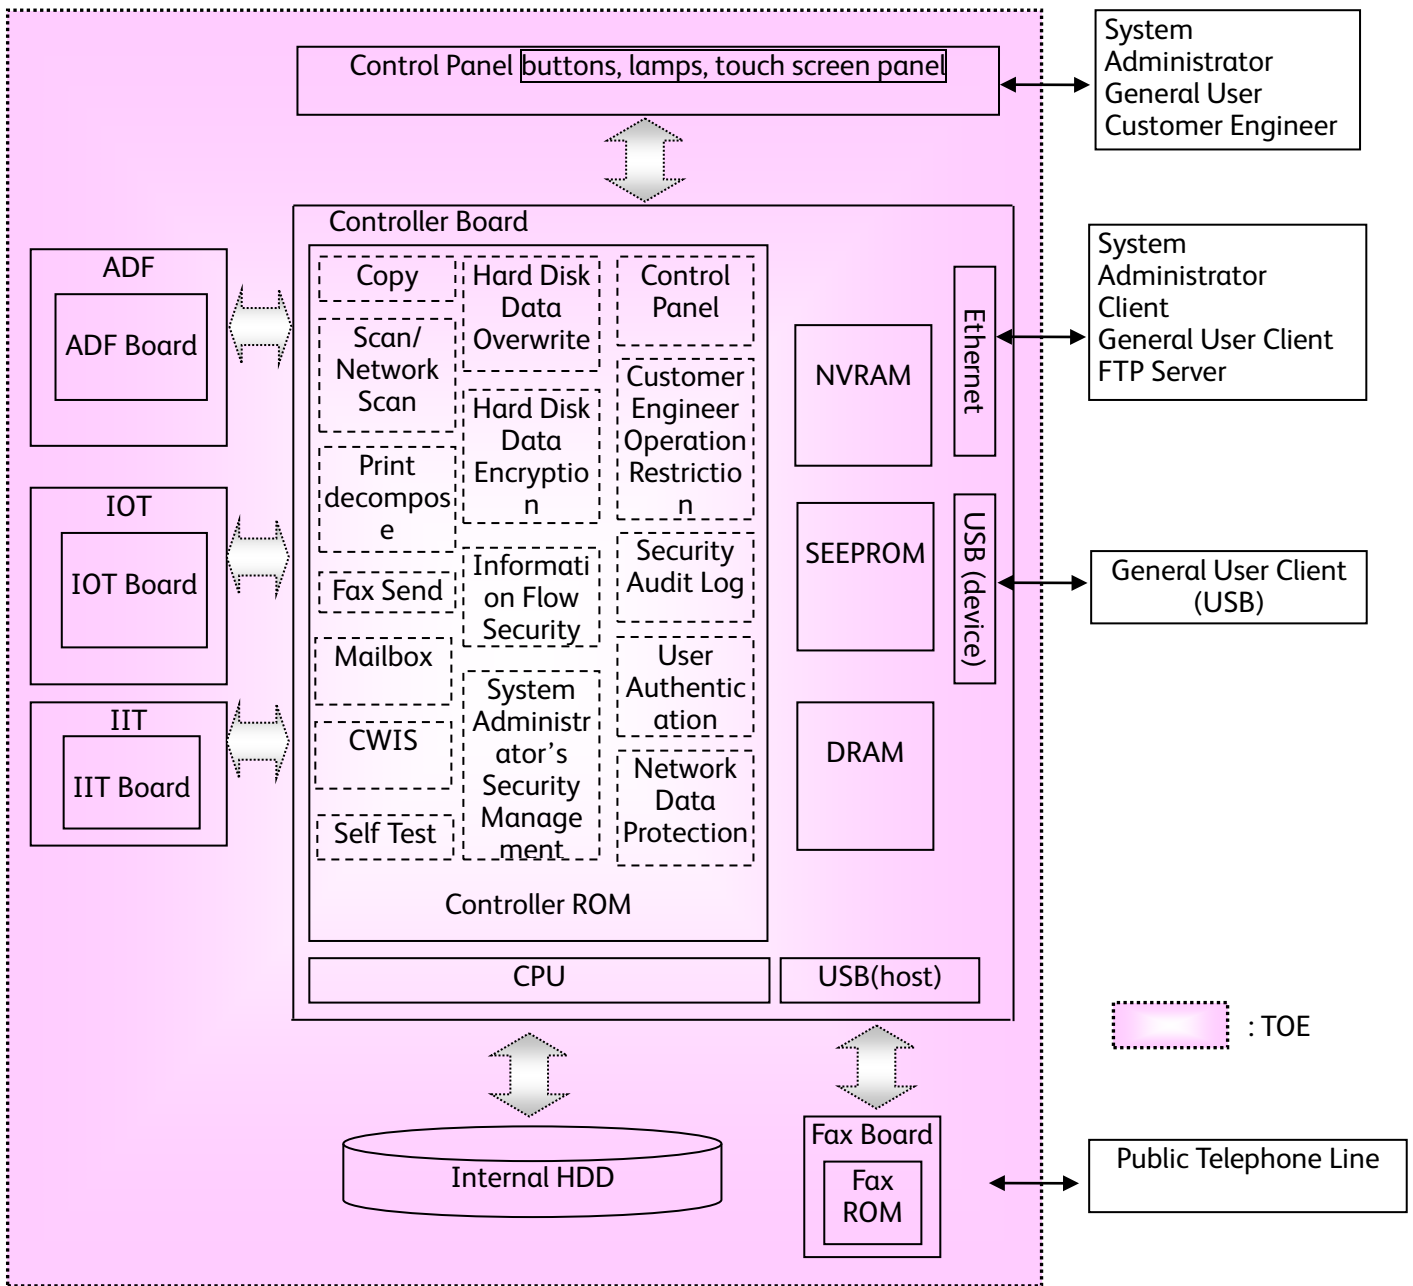 Control Panel buttons, lamps, touch screen panel
System
Administrator
General User
Customer Engineer
Controller Board
ADF
ADF Board
IOT
IOT Board
IIT
IIT Board
Copy
Scan/
Network
Scan
Print
decompos
e
Fax Send
Mailbox
CWIS
Self Test
Hard Disk
Data
Overwrite
Hard Disk
Data
Encryptio
n
Informati
on Flow
Security
System
Administr
ator’s
Security
Manage
ment
Control
Panel
Customer
Engineer
Operation
Restrictio
n
Security
Audit Log
User
Authentic
ation
Network
Data
Protection
Controller ROM
NVRAM
SEEPROM
DRAM
Ethernet
USB (device)
System
Administrator
Client
General User Client
FTP Server
General User Client
(USB)
CPU
USB(host)
: TOE
Internal HDD
Fax Board
Fax
ROM
Public Telephone Line